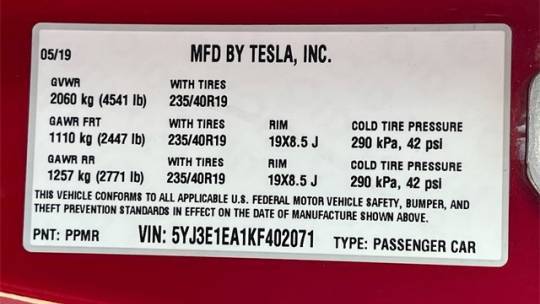 05/19 MFD BY TESLA, INC.
GVWR WITH TIRES
2060 kg (4541 lb) 235/40R19
GAWR FRT WITH TIRES RIM COLD TIRE PRESSURE
1110 kg (2447 lb) 235/40R19 19X8.5 J 290 kPa, 42 psi
GAWR RR WITH TIRES RIM COLD TIRE PRESSURE
1257 kg (2771 lb) 235/40R19 19X8.5 J 290 kPa, 42 psi
THIS VEHICLE CONFORMS TO ALL APPLICABLE U.S. FEDERAL MOTOR VEHICLE SAFETY, BUMPER, AND
THEFT PREVENTION STANDARDS IN EFFECT ON THE DATE OF MANUFACTURE SHOWN ABOVE.
PNT: PPMR VIN: 5YJ3E1EA1KF402071 TYPE: PASSENGER CAR